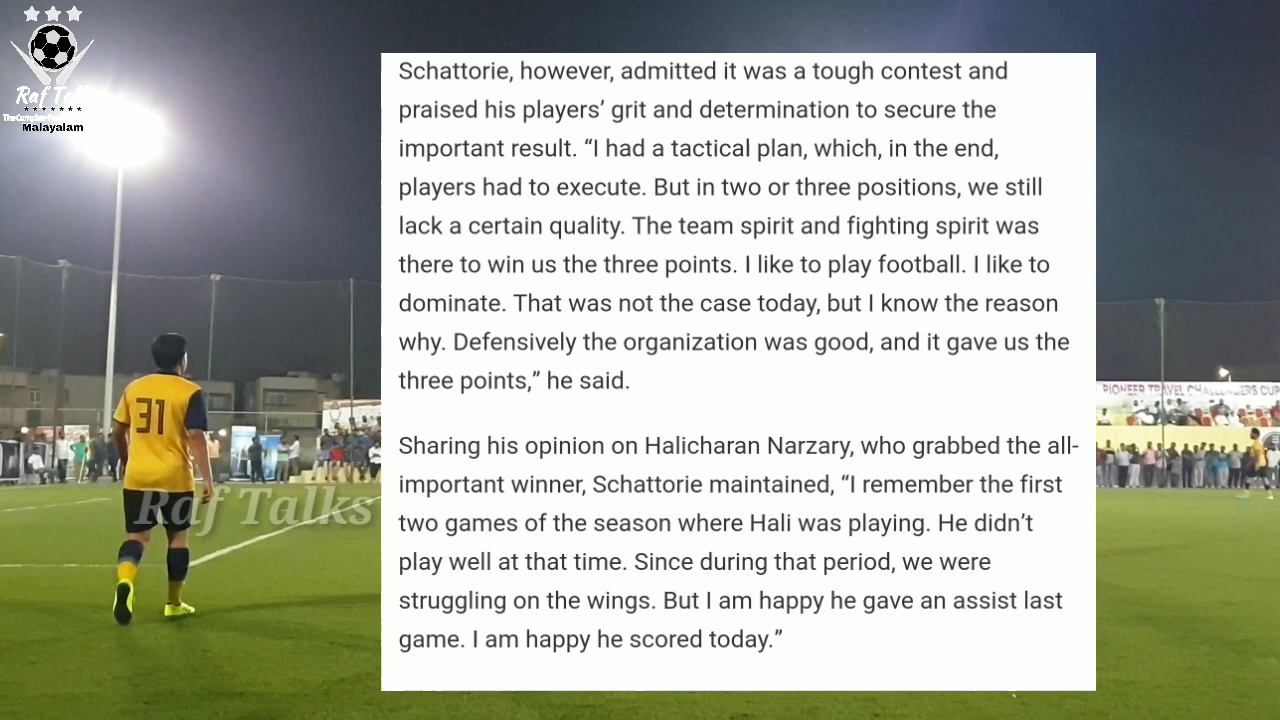 Raf
Malayalam
Schattorie, however, admitted it was a tough contest and
praised his players’ grit and determination to secure the
important result. “I had a tactical plan, which, in the end,
players had to execute. But in two or three positions, we still
lack a certain quality. The team spirit and fighting spirit was
there to win us the three points. I like to play football. I like to
dominate. That was not the case today, but I know the reason
why. Defensively the organization was good, and it gave us the
three points,” he said.
Sharing his opinion on Halicharan Narzary, who grabbed the all-
important winner, Schattorie maintained, “I remember the first
two games of the season where Hali was playing. He didn’t
play well at that time. Since during that period, we were
struggling on the wings. But I am happy he gave an assist last
game. I am happy he scored today.”
31
Raf Talks
PIONEER TRAVEL CHALLENGERS CUP